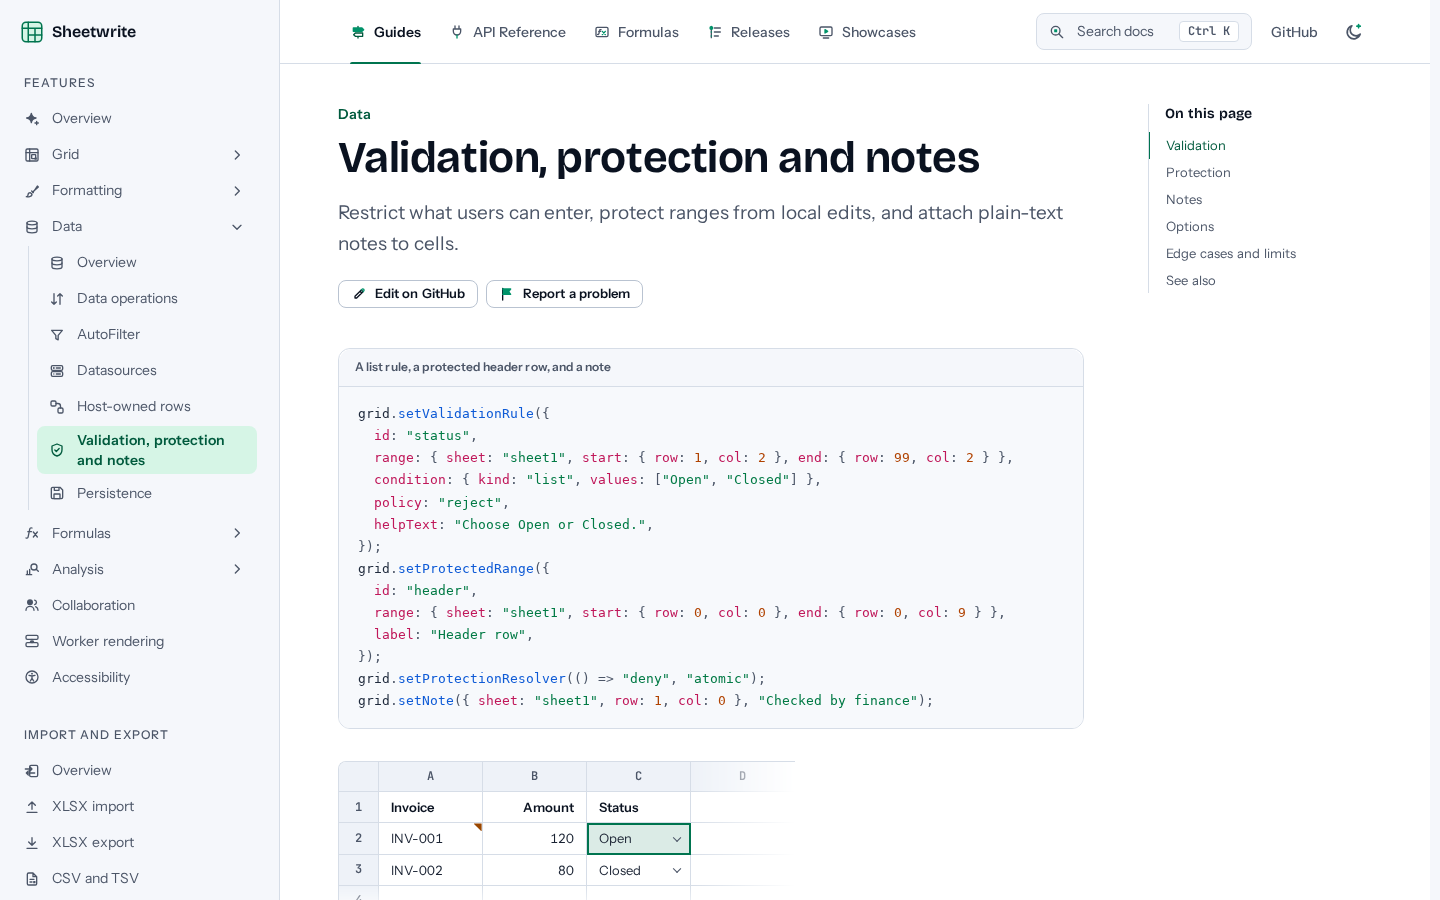 Sheetwrite
Guides
API Reference
Formulas
Releases
Showcases
Search docs
Ctrl K
GitHub
FEATURES
Overview
Grid
Formatting
Data
Overview
Data operations
AutoFilter
Datasources
Host-owned rows
Validation, protection
and notes
Persistence
Formulas
Analysis
Collaboration
Worker rendering
Accessibility
IMPORT AND EXPORT
Overview
XLSX import
XLSX export
CSV and TSV
Data
Validation, protection and notes
Restrict what users can enter, protect ranges from local edits, and attach plain-text
notes to cells.
Edit on GitHub
Report a problem
A list rule, a protected header row, and a note
grid.setValidationRule({
  id: "status",
  range: { sheet: "sheet1", start: { row: 1, col: 2 }, end: { row: 99, col: 2 } },
  condition: { kind: "list", values: ["Open", "Closed"] },
  policy: "reject",
  helpText: "Choose Open or Closed.",
});
grid.setProtectedRange({
  id: "header",
  range: { sheet: "sheet1", start: { row: 0, col: 0 }, end: { row: 0, col: 9 } },
  label: "Header row",
});
grid.setProtectionResolver(() => "deny", "atomic");
grid.setNote({ sheet: "sheet1", row: 1, col: 0 }, "Checked by finance");
A B C D
1 Invoice Amount Status
2 INV-001 120 Open
3 INV-002 80 Closed
4
On this page
Validation
Protection
Notes
Options
Edge cases and limits
See also